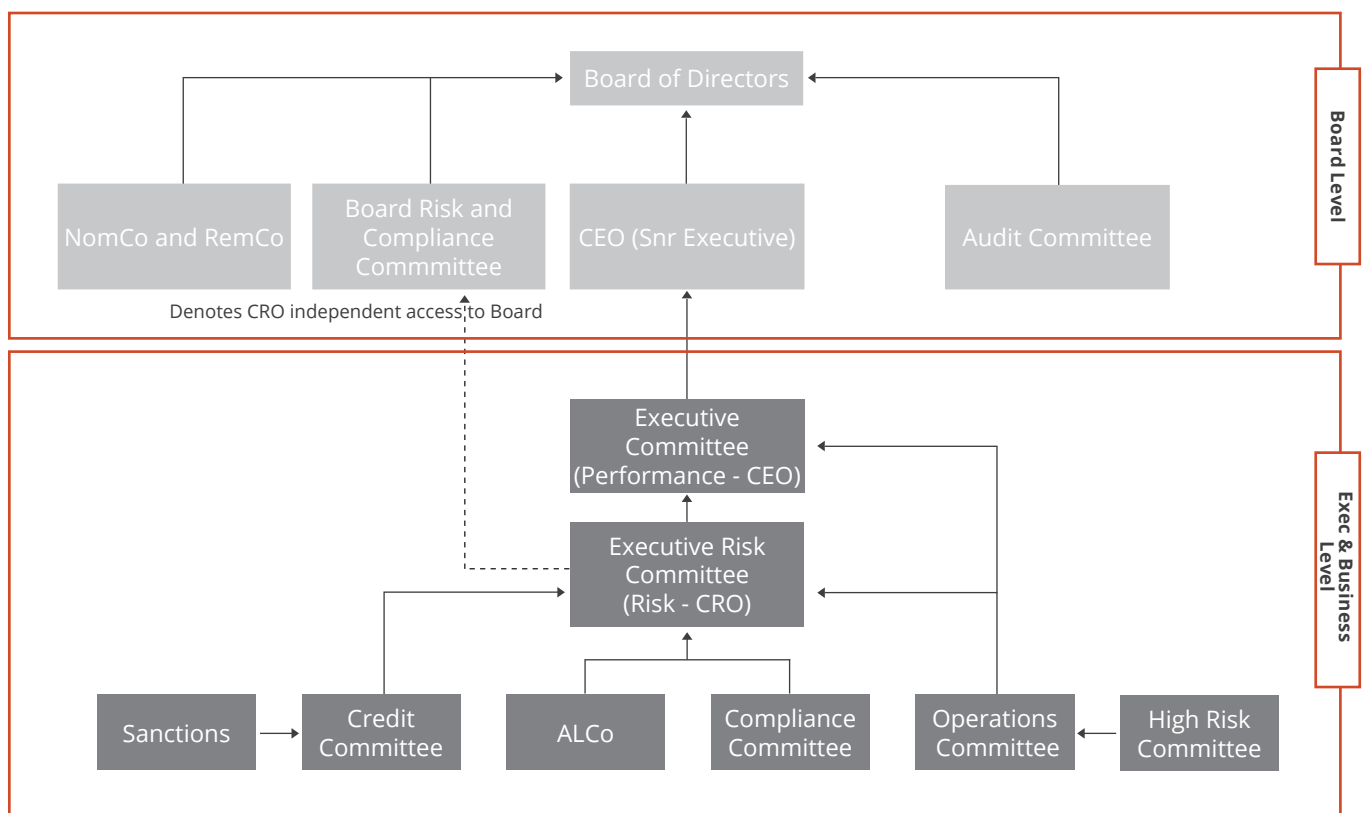 Board of Directors
Board Level
NomCo and RemCo
Board Risk and
Compliance
Commmittee
CEO (Snr Executive)
Audit Committee
Denotes CRO independent access to Board
Executive
Committee
(Performance - CEO)
Exec & Business
Level
Executive Risk
Committee
(Risk - CRO)
Sanctions
Credit
Committee
ALCo
Compliance
Committee
Operations
Committee
High Risk
Committee